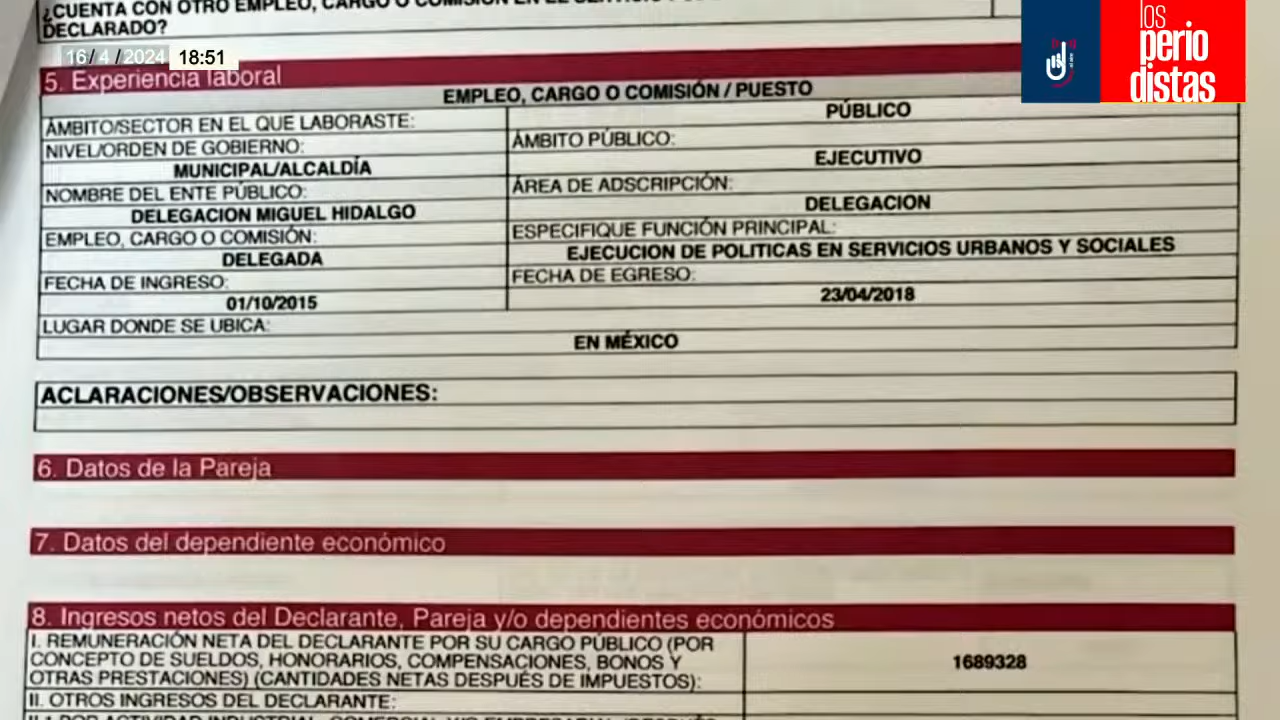 ¿CUENTA CON OTRO EMPLEO, CARGO O COMISIÓN EN EL
DECLARADO?
16/4/2024 18:51
los
perio
distas
5. Experiencia laboral
EMPLEO, CARGO O COMISIÓN / PUESTO
ÁMBITO/SECTOR EN EL QUE LABORASTE:
PÚBLICO
NIVEL/ORDEN DE GOBIERNO:
ÁMBITO PÚBLICO:
MUNICIPAL/ALCALDÍA
EJECUTIVO
NOMBRE DEL ENTE PÚBLICO:
ÁREA DE ADSCRIPCIÓN:
DELEGACION MIGUEL HIDALGO
DELEGACION
EMPLEO, CARGO O COMISIÓN:
ESPECIFIQUE FUNCIÓN PRINCIPAL:
DELEGADA
EJECUCION DE POLITICAS EN SERVICIOS URBANOS Y SOCIALES
FECHA DE INGRESO:
FECHA DE EGRESO:
01/10/2015
23/04/2018
LUGAR DONDE SE UBICA:
EN MÉXICO
ACLARACIONES/OBSERVACIONES:
6. Datos de la Pareja
7. Datos del dependiente económico
8. Ingresos netos del Declarante, Pareja y/o dependientes económicos
I. REMUNERACIÓN NETA DEL DECLARANTE POR SU CARGO PÚBLICO (POR
CONCEPTO DE SUELDOS, HONORARIOS, COMPENSACIONES, BONOS Y
OTRAS PRESTACIONES) (CANTIDADES NETAS DESPUÉS DE IMPUESTOS):
1689328
II. OTROS INGRESOS DEL DECLARANTE: